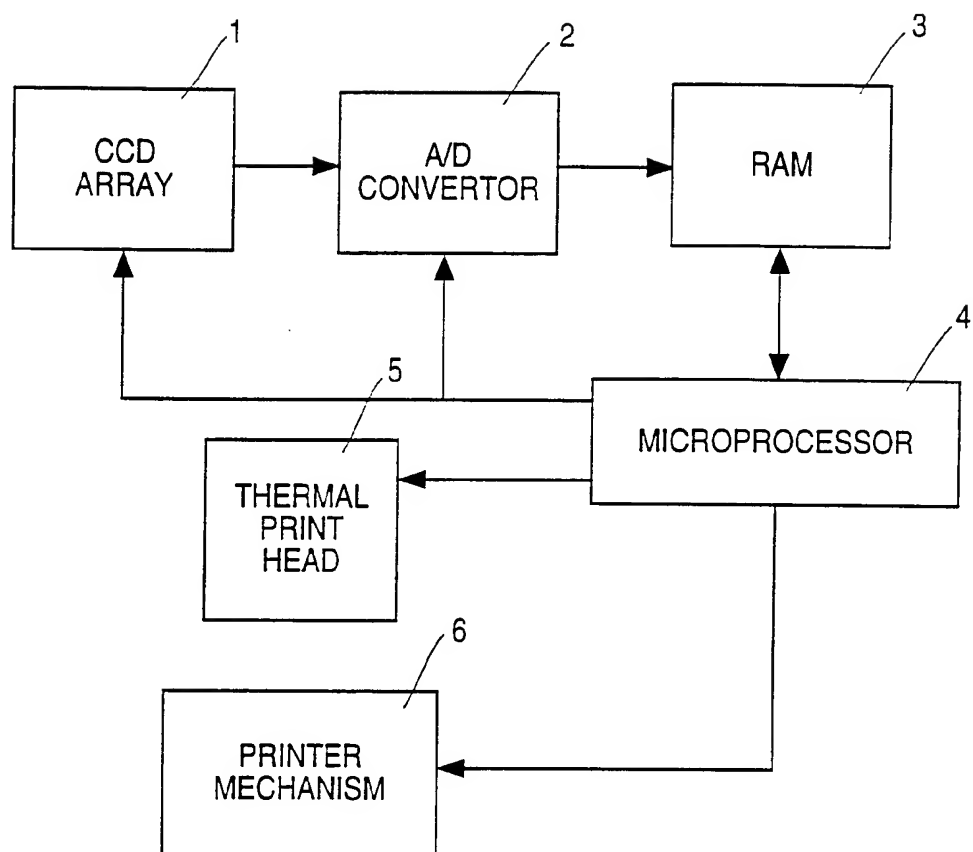 1
2
3
CCD
ARRAY
A/D
CONVERTOR
RAM
4
5
MICROPROCESSOR
THERMAL
PRINT
HEAD
6
PRINTER
MECHANISM